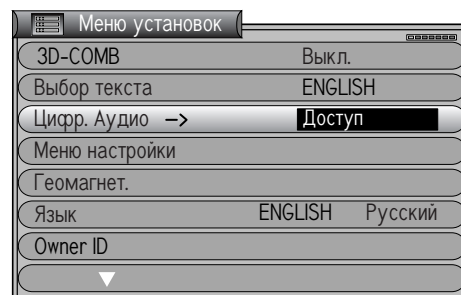 Меню установок
3D-COMB Выкл.
Выбор текста ENGLISH
Цифр. Аудио –> Доступ
Меню настройки
Геомагнет.
Язык ENGLISH Русский
Owner ID